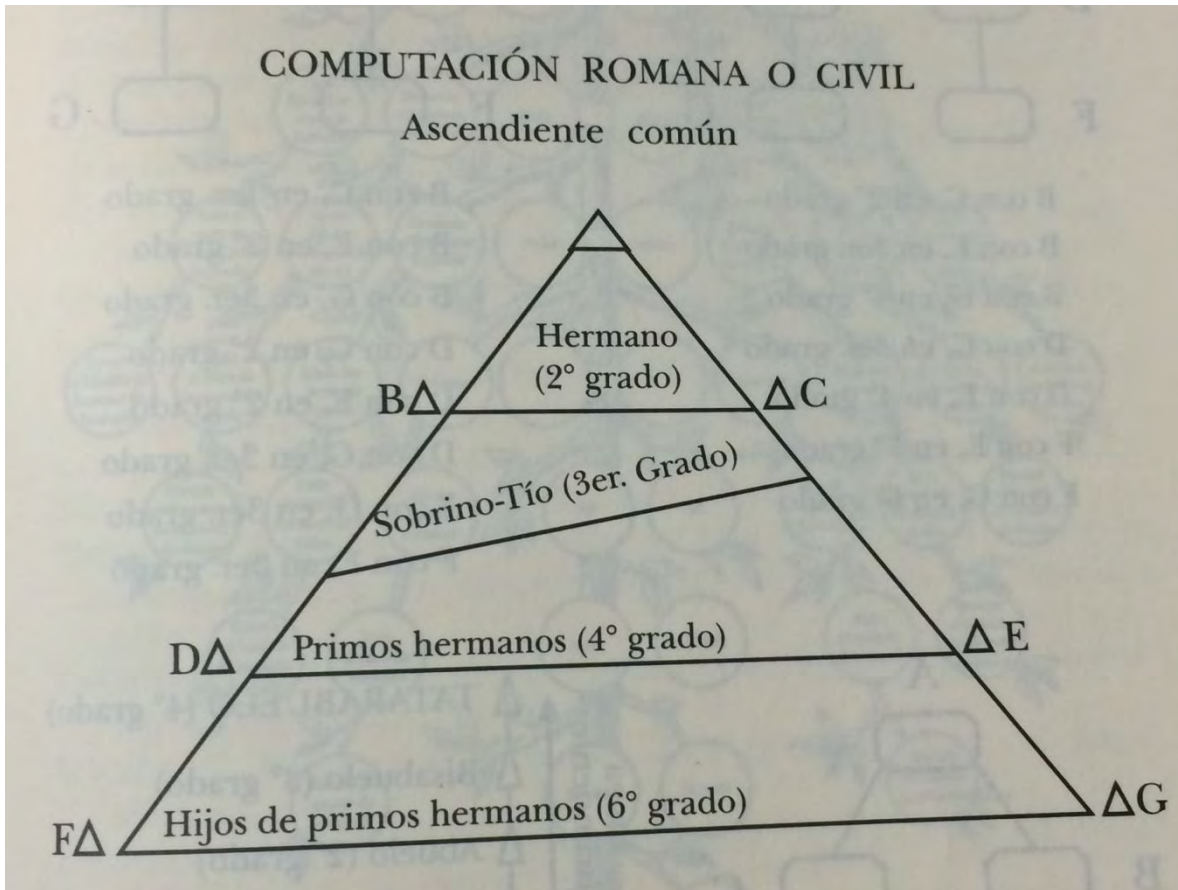 COMPUTACIÓN ROMANA O CIVIL
Ascendiente común
Hermano
(2° grado)
BΔ
ΔC
Sobrino-Tío (3er. Grado)
DΔ
Primos hermanos (4° grado)
Δ E
FΔ
Hijos de primos hermanos (6° grado)
ΔG